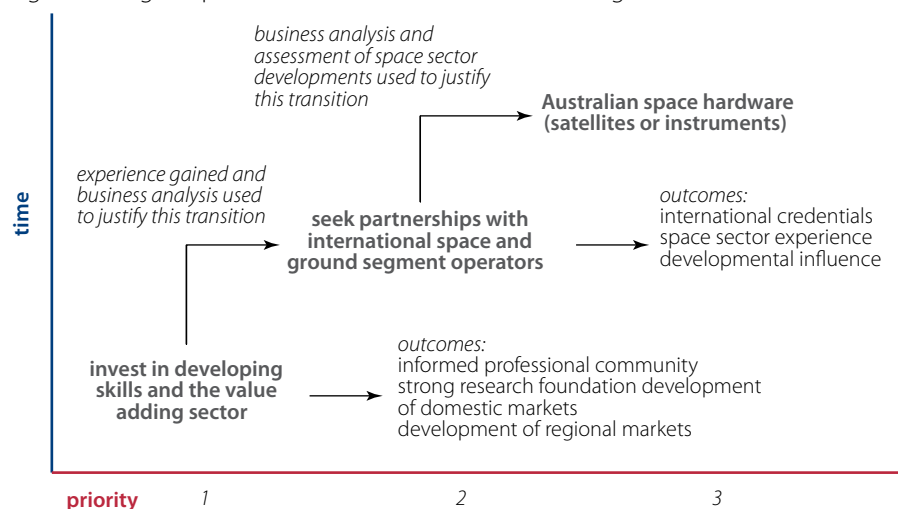 business analysis and
assessment of space sector
developments used to justify
this transition
Australian space hardware
(satellites or instruments)
experience gained and
business analysis used
to justify this transition
time
seek partnerships with
international space and
ground segment operators
outcomes:
international credentials
space sector experience
developmental influence
invest in developing
skills and the value
adding sector
outcomes:
informed professional community
strong research foundation development
of domestic markets
development of regional markets
priority 1 2 3